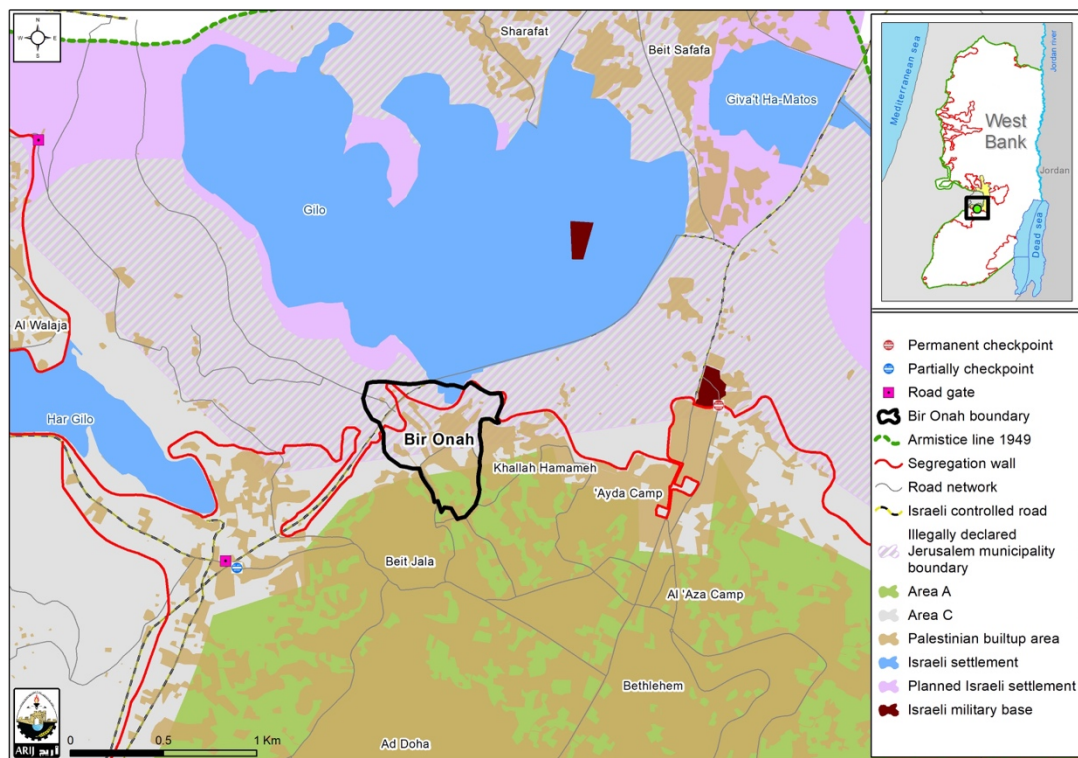 N
W
E
S
Sharafat
Beit Safafa
Giva't Ha-Matos
Gilo
Al Walaja
Har Gilo
Bir Onah
Khallah Hamameh
'Ayda Camp
Beit Jala
Al 'Aza Camp
Bethlehem
Ad Doha
0
0.5
1 Km
ARIJ أريج
Mediterranean sea
Jordan river
West
Bank
Jordan
Dead sea
Permanent checkpoint
Partially checkpoint
Road gate
Bir Onah boundary
Armistice line 1949
Segregation wall
Road network
Israeli controlled road
Illegally declared
Jerusalem municipality
boundary
Area A
Area C
Palestinian builtup area
Israeli settlement
Planned Israeli settlement
Israeli military base